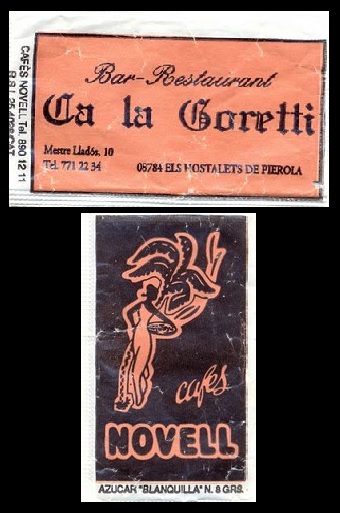 CAFÈS NOVELL Tel. 890 12 11
Bar-Restaurant
Ca la Goretti
Mestre Lladós, 10
Tel. 771 22 34
08784 ELS HOSTALETS DE PIEROLA
cafès
NOVELL
AZUCAR "BLANQUILLA" N. 8 GRS.